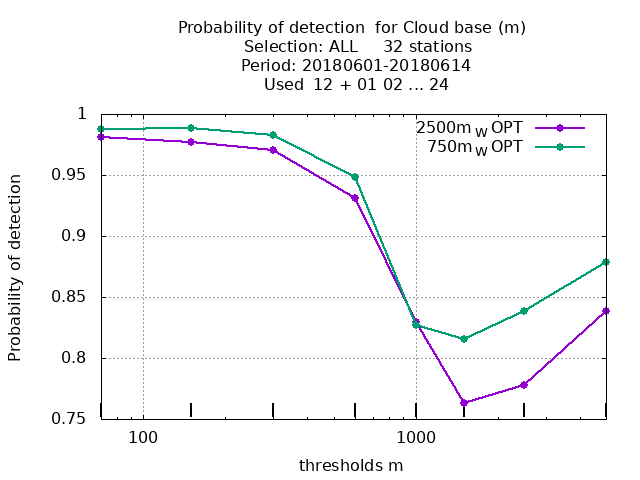 Probability of detection  for Cloud base (m)
Selection: ALL     32 stations
Period: 20180601-20180614
Used  12 + 01 02 ... 24
2500m W OPT
750m W OPT
1
0.95
0.9
0.85
0.8
0.75
Probability of detection
100
1000
thresholds m